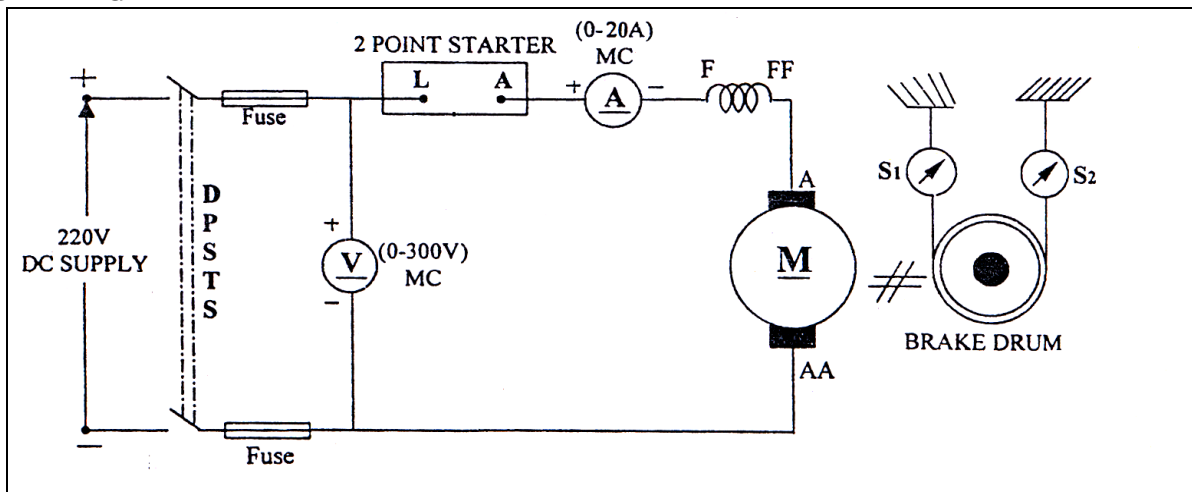 (0-20A)
MC
2 POINT STARTER
L A
+ A −
F FF
+
Fuse
D
P
S
T
S
220V
DC SUPPLY
+
V
−
(0-300V)
MC
A
M
AA
S1
S2
BRAKE DRUM
−
Fuse